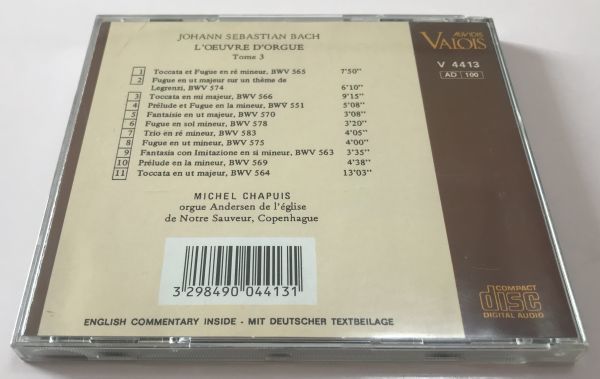 JOHANN SEBASTIAN BACH
L'OEUVRE D'ORGUE
Tome 3
1 Toccata et Fugue en ré mineur, BWV 565 7'50"
2 Fugue en ut majeur sur un thème de
Legrenzi, BWV 574 6'10"
3 Toccata en mi majeur, BWV 566 9'15"
4 Prélude et Fugue en la mineur, BWV 551 5'08"
5 Fantaisie en ut majeur, BWV 570 3'08"
6 Fugue en sol mineur, BWV 578 3'20"
7 Trio en ré mineur, BWV 583 4'05"
8 Fugue en ut mineur, BWV 575 4'00"
9 Fantasia con Imitazione en si mineur, BWV 563 3'35"
10 Prélude en la mineur, BWV 569 4'38"
11 Toccata en ut majeur, BWV 564 13'03"
MICHEL CHAPUIS
orgue Andersen de l'église
de Notre Sauveur, Copenhague
3 298490 044131
ENGLISH COMMENTARY INSIDE - MIT DEUTSCHER TEXTBEILAGE
AUVIDIS
VALOIS
V 4413
AD 100
COMPACT
disc
DIGITAL AUDIO